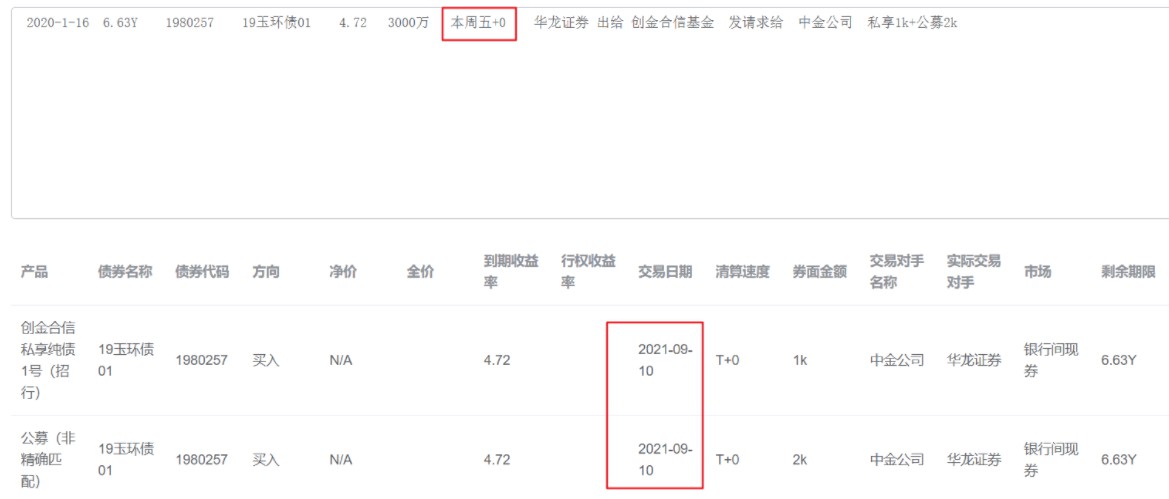 2020-1-16 6.63Y 1980257 19玉环债01 4.72 3000万 本周五+0 华龙证券 出给 创金合信基金 发请求给 中金公司 私享1k+公募2k
产品 债券名称 债券代码 方向 净价 全价 到期收益率 行权收益率 交易日期 清算速度 券面金额 交易对手名称 实际交易对手 市场 剩余期限
创金合信私享纯债1号（招行） 19玉环债01 1980257 买入 N/A 4.72 2021-09-10 T+0 1k 中金公司 华龙证券 银行间现券 6.63Y
公募（非精确匹配） 19玉环债01 1980257 买入 N/A 4.72 2021-09-10 T+0 2k 中金公司 华龙证券 银行间现券 6.63Y